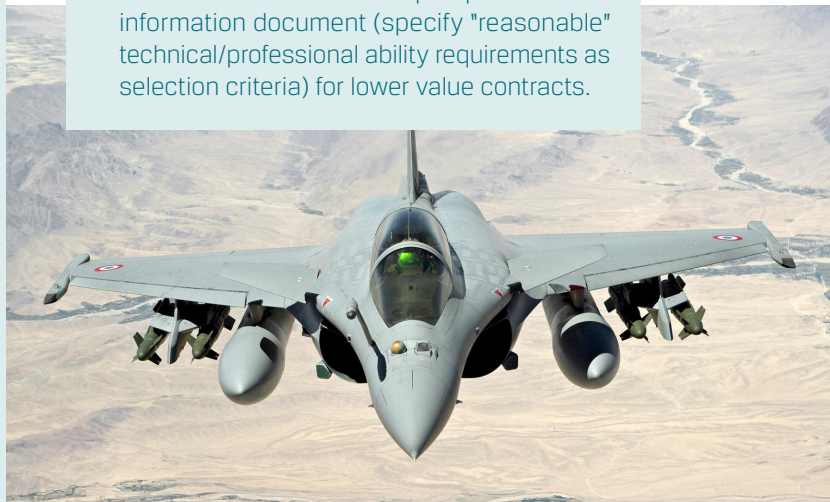 information document (specify "reasonable"
technical/professional ability requirements as
selection criteria) for lower value contracts.